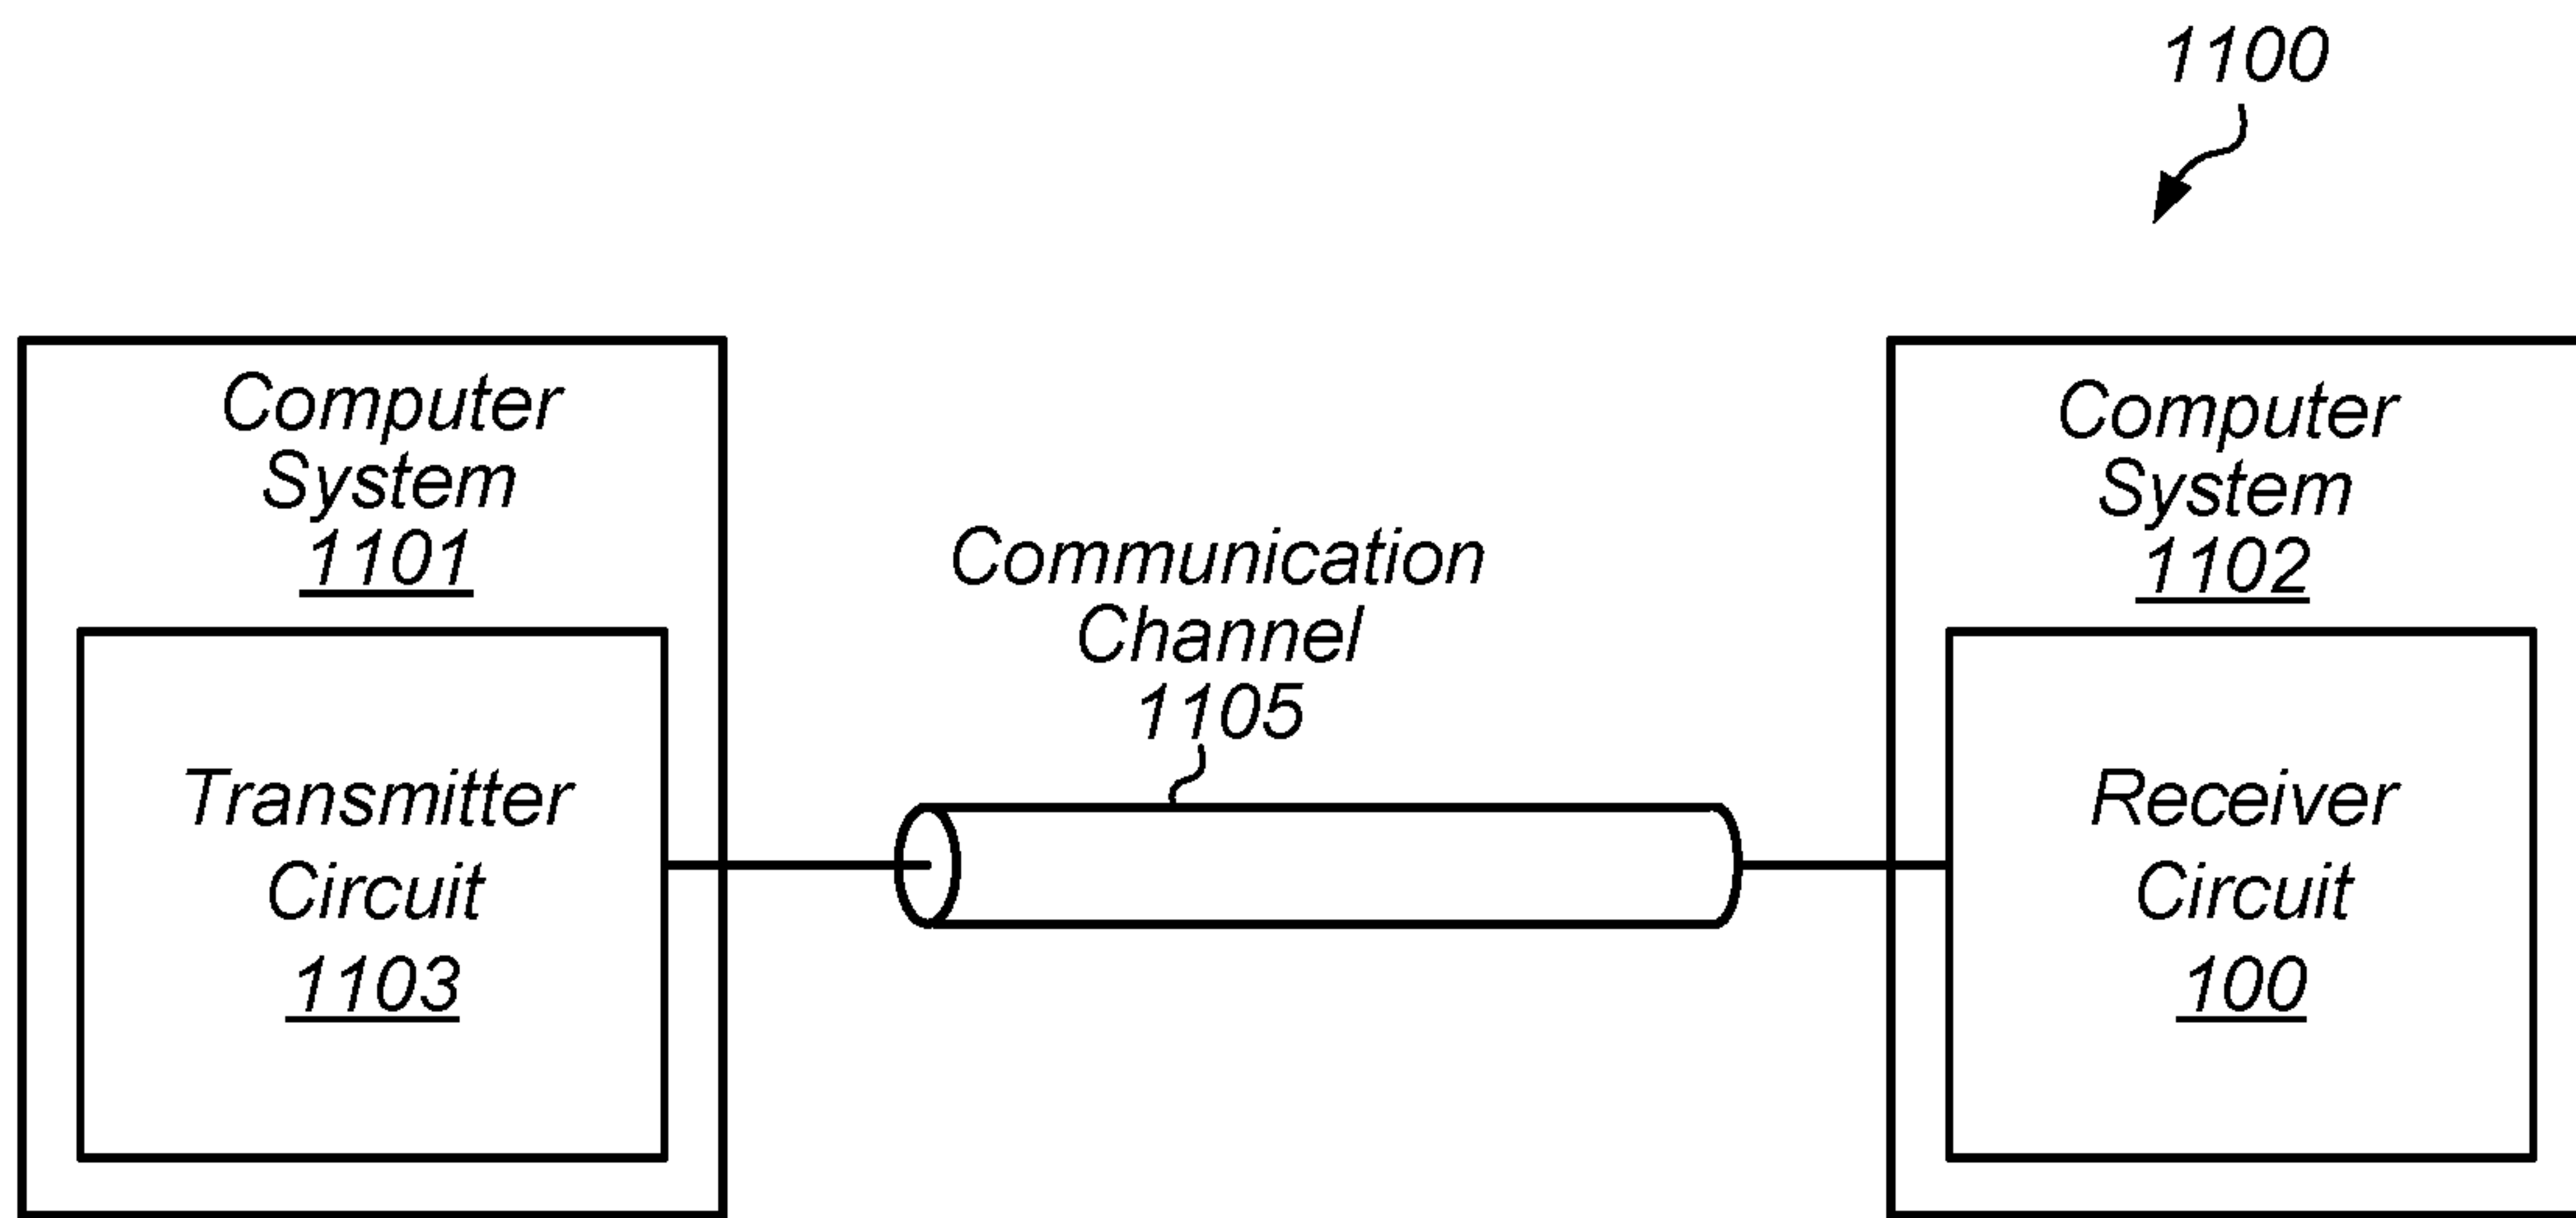 1100
Computer
System
1101
Transmitter
Circuit
1103
Communication
Channel
1105
Computer
System
1102
Receiver
Circuit
100